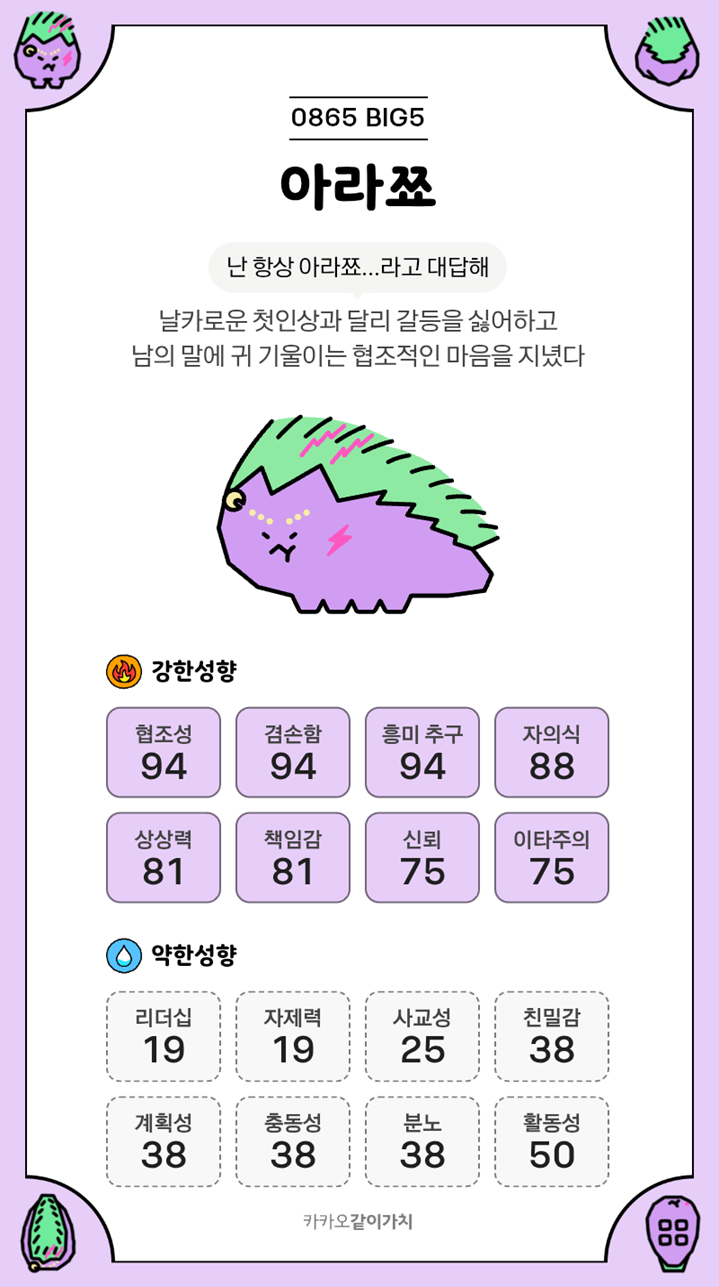 0865 BIG5
아라쬬
난 항상 아라쬬...라고 대답해
날카로운 첫인상과 달리 갈등을 싫어하고
남의 말에 귀 기울이는 협조적인 마음을 지녔다
강한성향
협조성 겸손함 흥미 추구 자의식
94 94 94 88
상상력 책임감 신뢰 이타주의
81 81 75 75
약한성향
리더십 자제력 사교성 친밀감
19 19 25 38
계획성 충동성 분노 활동성
38 38 38 50
카카오같이가치